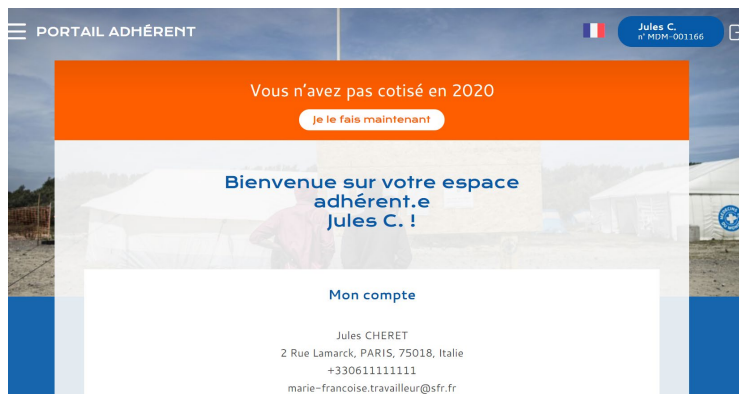 PORTAIL ADHÉRENT
Jules C.
n° MDM-001166
Vous n'avez pas cotisé en 2020
Je le fais maintenant
Bienvenue sur votre espace
adhérent.e
Jules C. !
Mon compte
Jules CHERET
2 Rue Lamarck, PARIS, 75018, Italie
+330611111111
marie-francoise.travailleur@sfr.fr